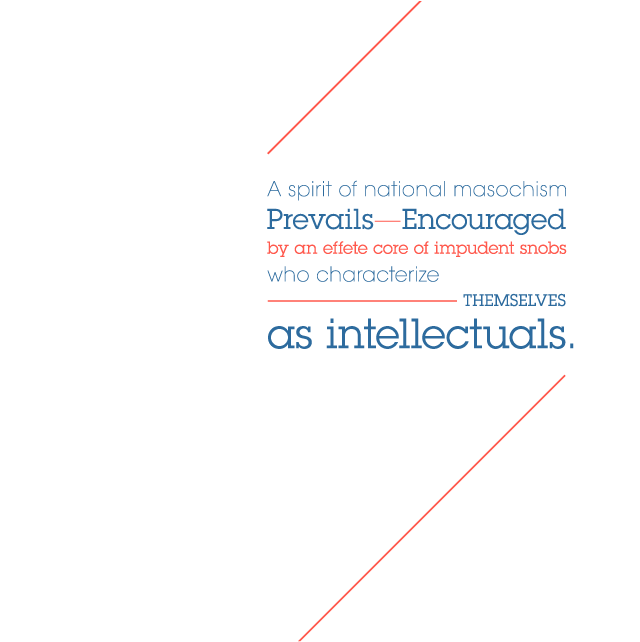 A spirit of national masochism
Prevails—Encouraged
by an effete core of impudent snobs
who characterize
THEMSELVES
as intellectuals.